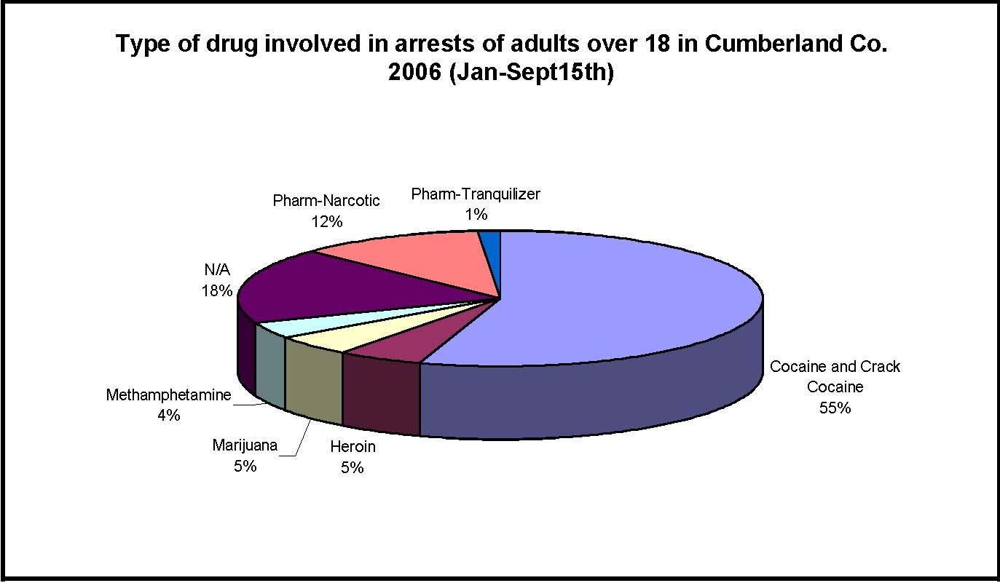 Type of drug involved in arrests of adults over 18 in Cumberland Co.
2006 (Jan-Sept15th)
Pharm-Tranquilizer
1%
Pharm-Narcotic
12%
N/A
18%
Cocaine and Crack
Cocaine
55%
Methamphetamine
4%
Marijuana
5%
Heroin
5%